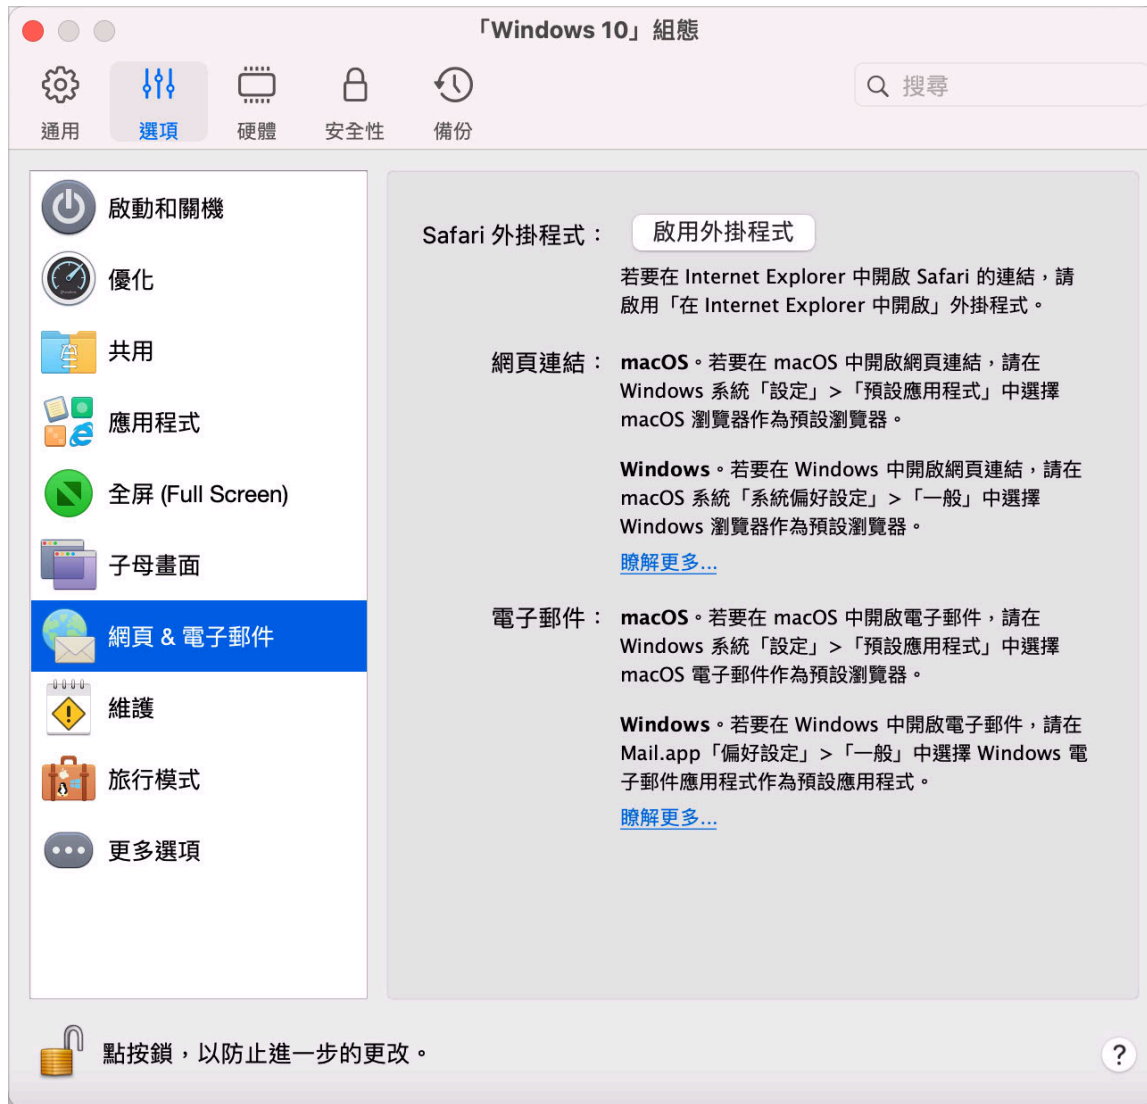 「Windows 10」組態
通用
選項
硬體
安全性
備份
搜尋
啟動和關機
優化
共用
應用程式
全屏 (Full Screen)
子母畫面
網頁 & 電子郵件
維護
旅行模式
更多選項
Safari 外掛程式：
啟用外掛程式
若要在 Internet Explorer 中開啟 Safari 的連結，請
啟用「在 Internet Explorer 中開啟」外掛程式。
網頁連結：
macOS。若要在 macOS 中開啟網頁連結，請在
Windows 系統「設定」>「預設應用程式」中選擇
macOS 瀏覽器作為預設瀏覽器。
Windows。若要在 Windows 中開啟網頁連結，請在
macOS 系統「系統偏好設定」>「一般」中選擇
Windows 瀏覽器作為預設瀏覽器。
瞭解更多...
電子郵件：
macOS。若要在 macOS 中開啟電子郵件，請在
Windows 系統「設定」>「預設應用程式」中選擇
macOS 電子郵件作為預設瀏覽器。
Windows。若要在 Windows 中開啟電子郵件，請在
Mail.app「偏好設定」>「一般」中選擇 Windows 電
子郵件應用程式作為預設應用程式。
瞭解更多...
點按鎖，以防止進一步的更改。
?